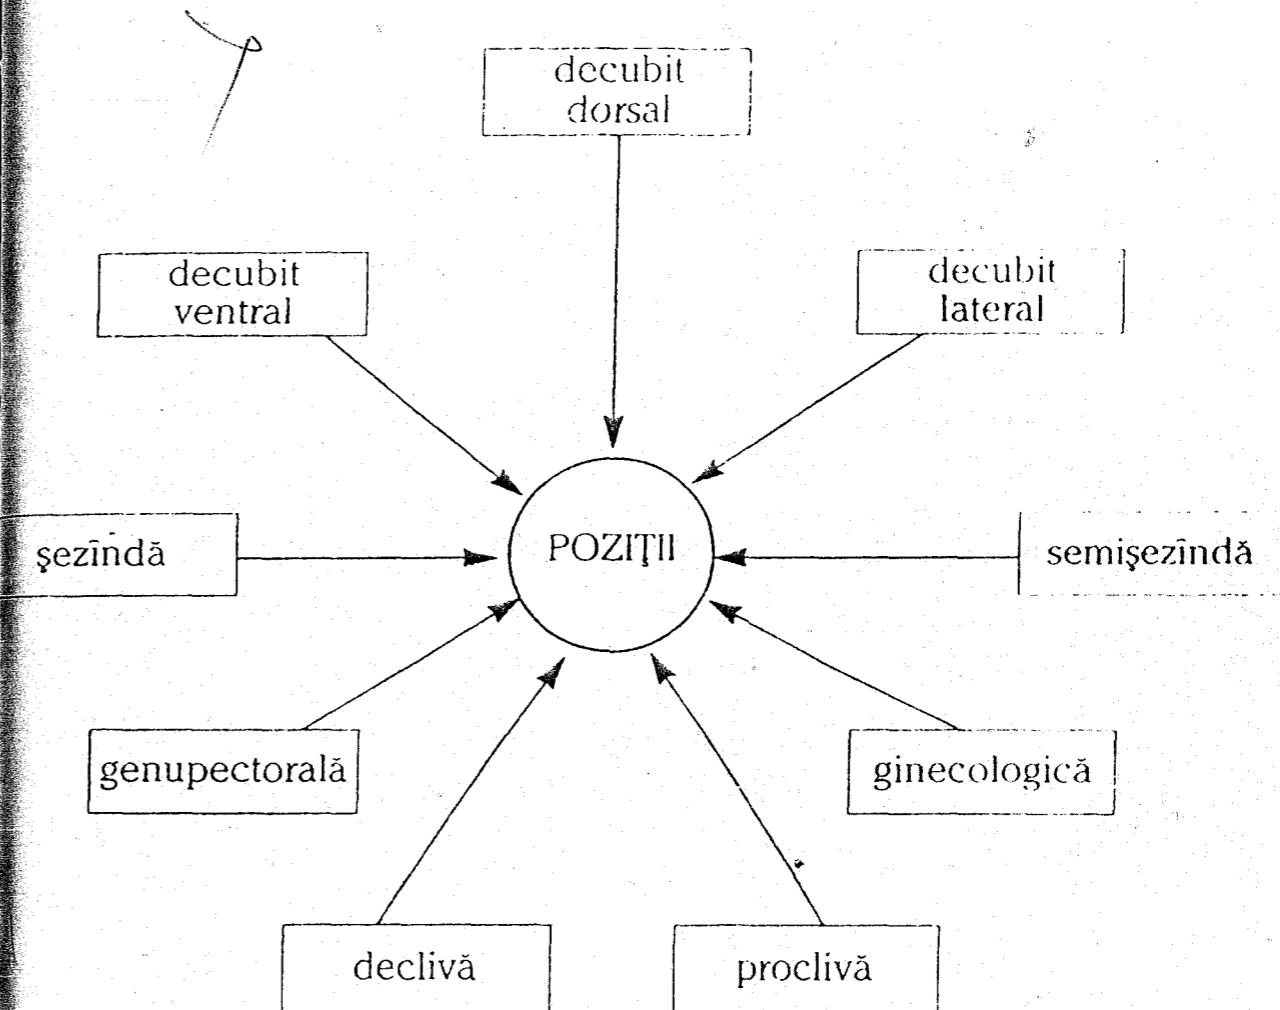 decubit
dorsal
decubit
ventral
decubit
lateral
şezîndă
POZIŢII
semişezîndă
genupectorală
ginecologică
declivă
proclivă